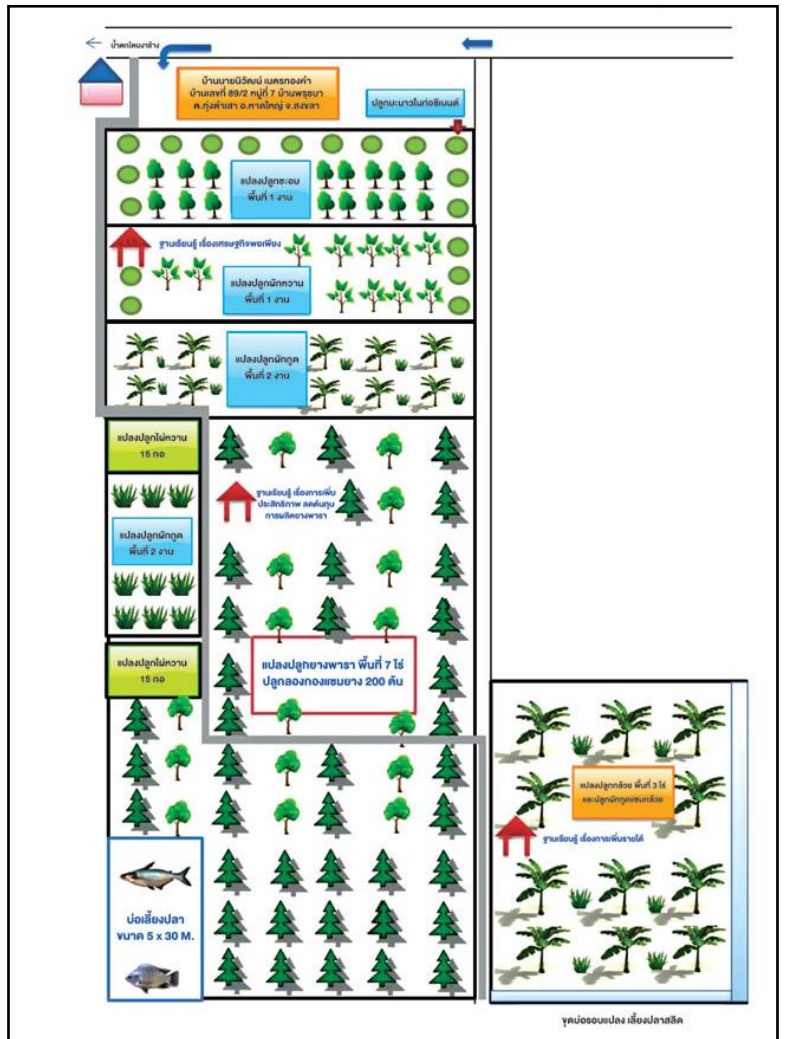 น้ำตกโตนงาช้าง
บ้านนายนิวัฒน์ เนตรทองคำ
บ้านเลขที่ 89/2 หมู่ที่ 7 บ้านพรุชบา
ต.ทุ่งตำเสา อ.หาดใหญ่ จ.สงขลา
ปลูกมะนาวในท่อซีเมนต์
แปลงปลูกชะอม
พื้นที่ 1 งาน
ฐานเรียนรู้ เรื่องเศรษฐกิจพอเพียง
แปลงปลูกผักหวาน
พื้นที่ 1 งาน
แปลงปลูกผักกูด
พื้นที่ 2 งาน
แปลงปลูกไผ่หวาน
15 กอ
ฐานเรียนรู้ เรื่องการเพิ่ม
ประสิทธิภาพ ลดต้นทุน
การผลิตยางพารา
แปลงปลูกผักกูด
พื้นที่ 2 งาน
แปลงปลูกไผ่หวาน
15 กอ
แปลงปลูกยางพารา พื้นที่ 7 ไร่
ปลูกลองกองแซมยาง 200 ต้น
แปลงปลูกกล้วย พื้นที่ 3 ไร่
และปลูกผักกูดแซมกล้วย
ฐานเรียนรู้ เรื่องการเพิ่มรายได้
บ่อเลี้ยงปลา
ขนาด 5 x 30 M.
ขุดบ่อรอบแปลง เลี้ยงปลาสลิด